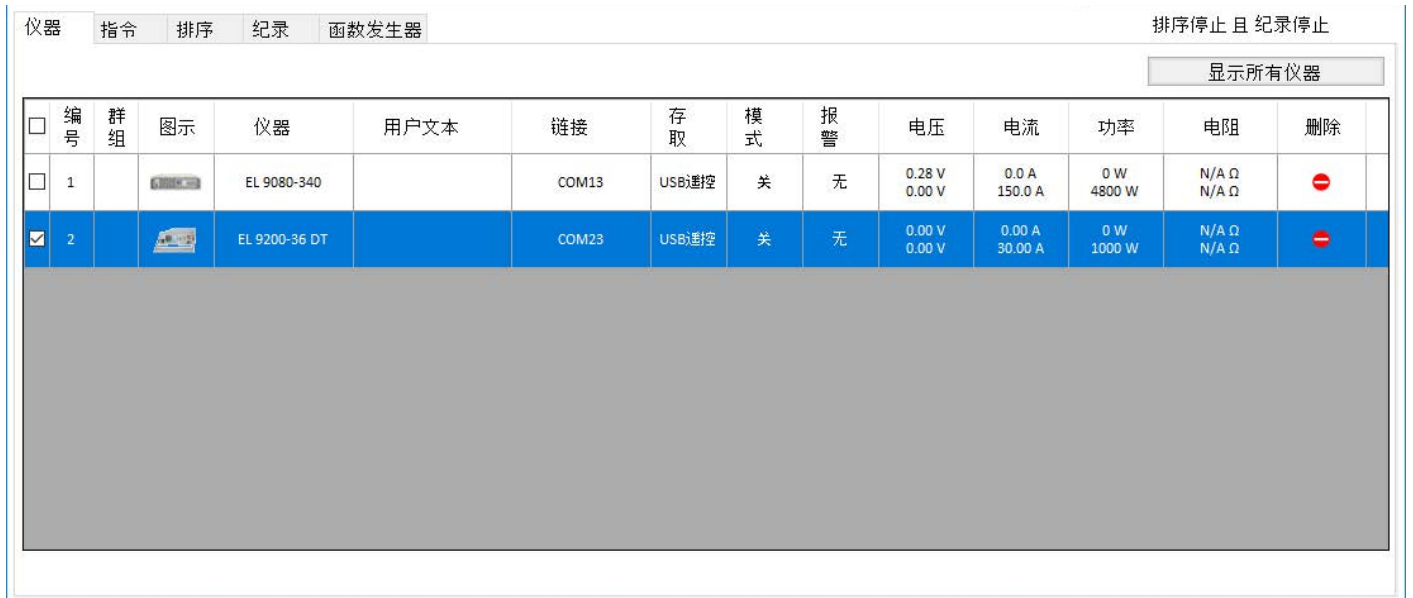 仪器 指令 排序 纪录 函数发生器 排序停止 且 纪录停止
显示所有仪器
编号 群组 图示 仪器 用户文本 链接 存取 模式 报警 电压 电流 功率 电阻 删除
1 EL 9080-340 COM13 USB遥控 关 无 0.28 V 0.0 A 0 W N/A Ω
0.00 V 150.0 A 4800 W N/A Ω
2 EL 9200-36 DT COM23 USB遥控 关 无 0.00 V 0.00 A 0 W N/A Ω
0.00 V 30.00 A 1000 W N/A Ω